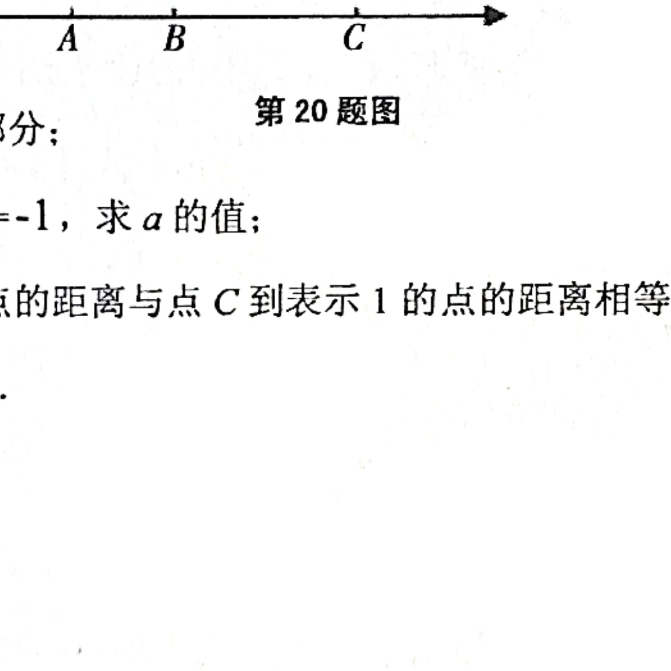 A B C
第 20 题图
部分；
=-1，求 a 的值；
点的距离与点 C 到表示 1 的点的距离相等
.